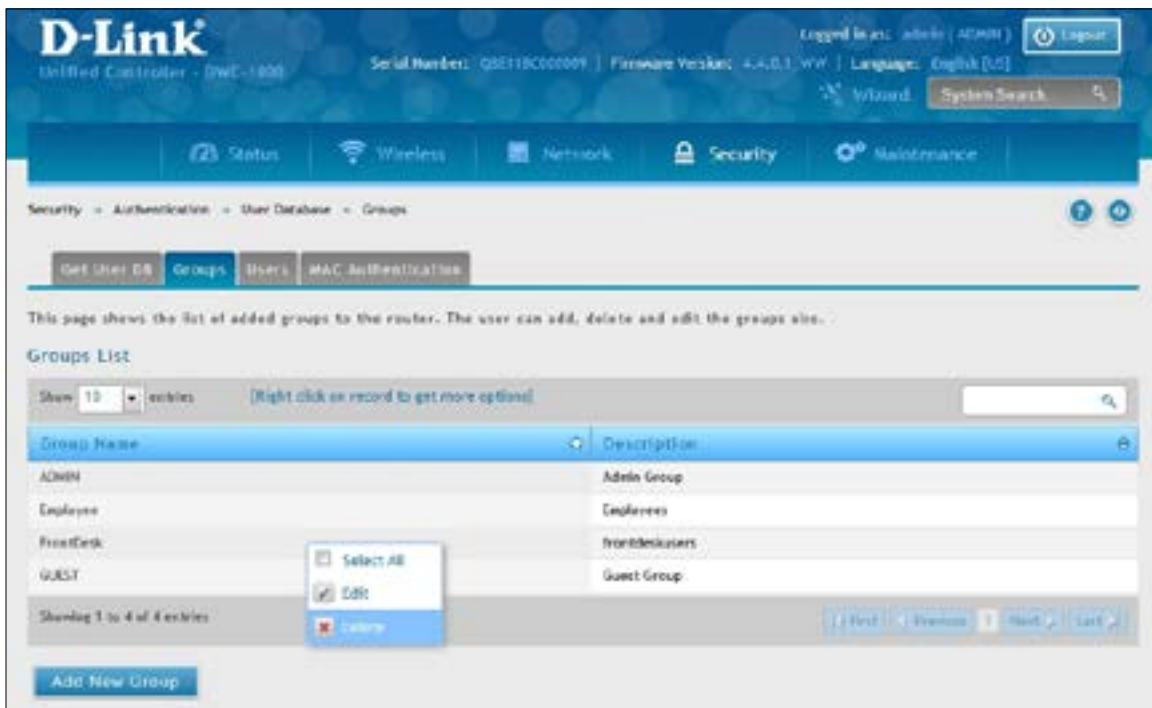 D-Link
Unified Controller - DWC-1000
Logged in as: admin ( ADMIN )
Logout
Serial Number: | Firmware Version: WW | Language: English [US]
Wizard
System Search
Status
Wireless
Network
Security
Maintenance
Security » Authentication » User Database » Groups
Get User DB
Groups
Users
MAC Authentication
This page shows the list of added groups to the router. The user can add, delete and edit the groups also.
Groups List
Show 10 entries
[Right click on record to get more options]
Group Name
Description
ADMIN
Admin Group
Employee
Employees
FrontDesk
frontdeskusers
GUEST
Guest Group
Select All
Edit
Delete
Showing 1 to 4 of 4 entries
First
Previous
1
Next
Last
Add New Group